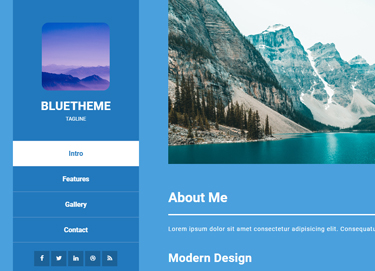 BLUETHEME
TAGLINE
Intro
Features
Gallery
Contact
About Me
Lorem ipsum dolor sit amet consectetur adipisicing elit. Consequatu
Modern Design